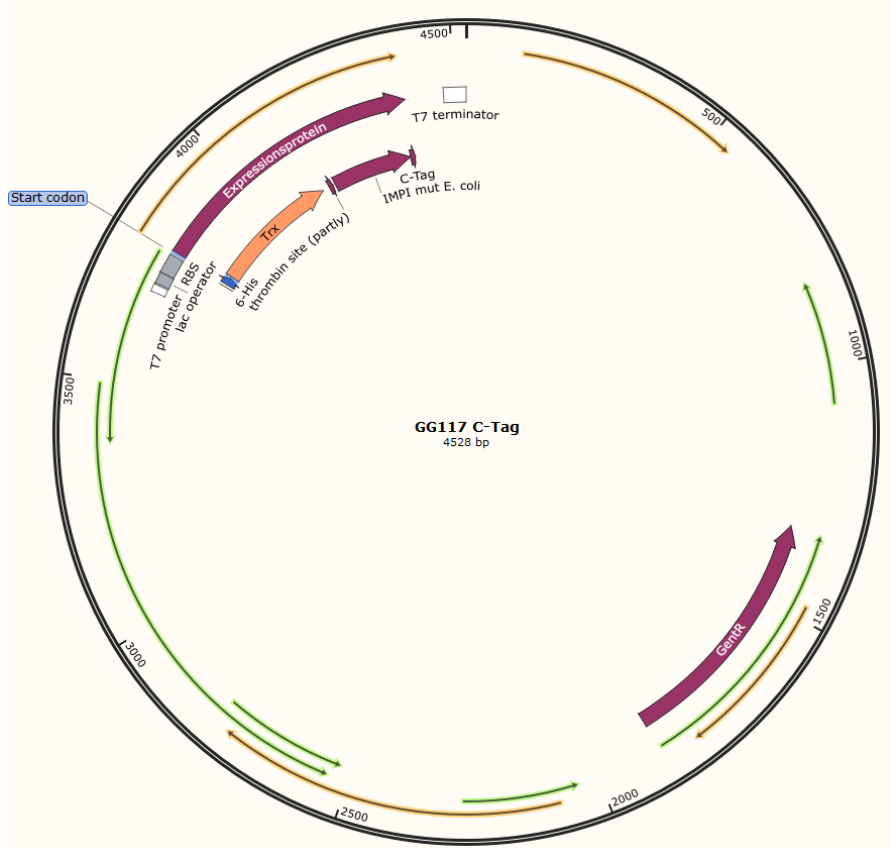 4500
500
4000
T7 terminator
Expressionsprotein
C-Tag
IMPI mut E. coli
Start codon
Trx
thrombin site (partly)
6-His
RBS
lac operator
T7 promoter
1000
3500
GG117 C-Tag
4528 bp
GentR
1500
3000
2000
2500